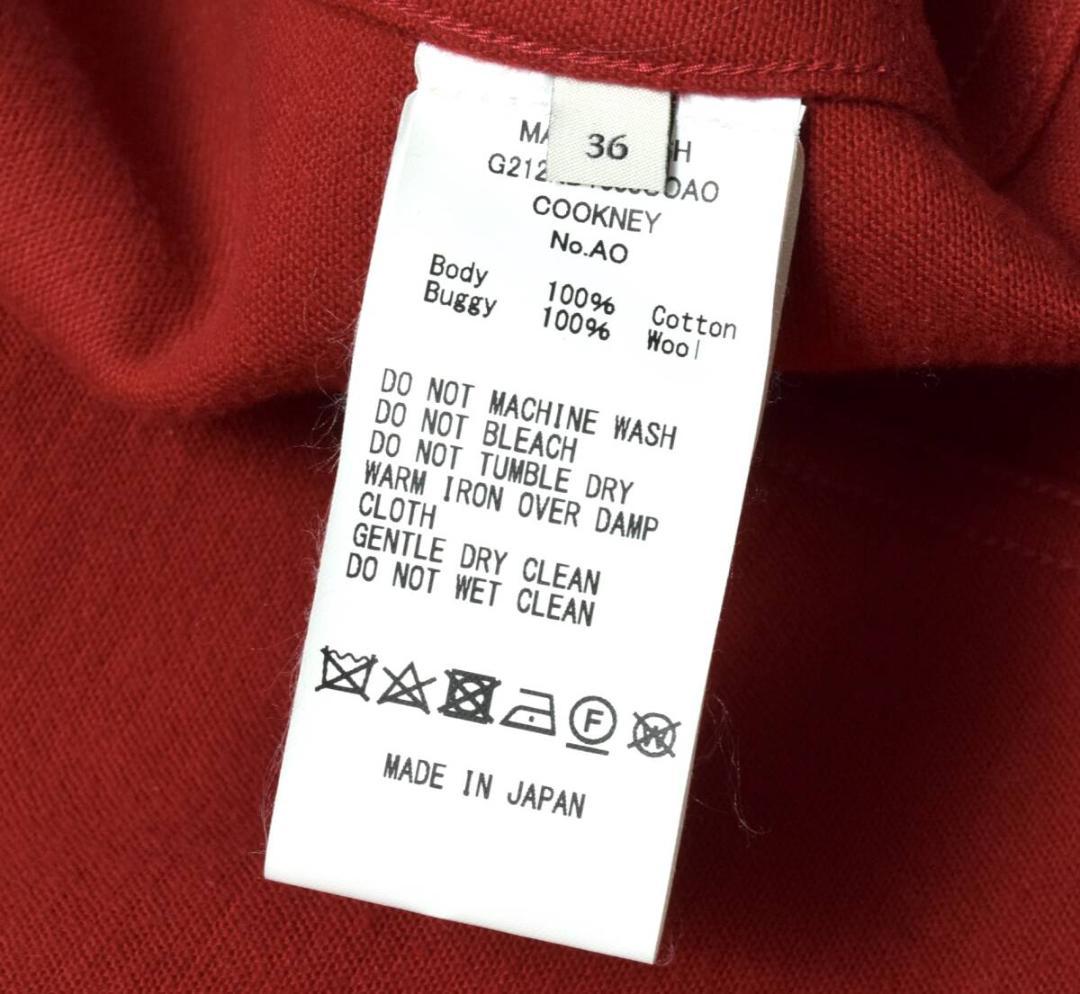 36
COOKNEY
No.AO
Body 100% Cotton
Buggy 100% Wool
DO NOT MACHINE WASH
DO NOT BLEACH
DO NOT TUMBLE DRY
WARM IRON OVER DAMP
CLOTH
GENTLE DRY CLEAN
DO NOT WET CLEAN
F W
MADE IN JAPAN